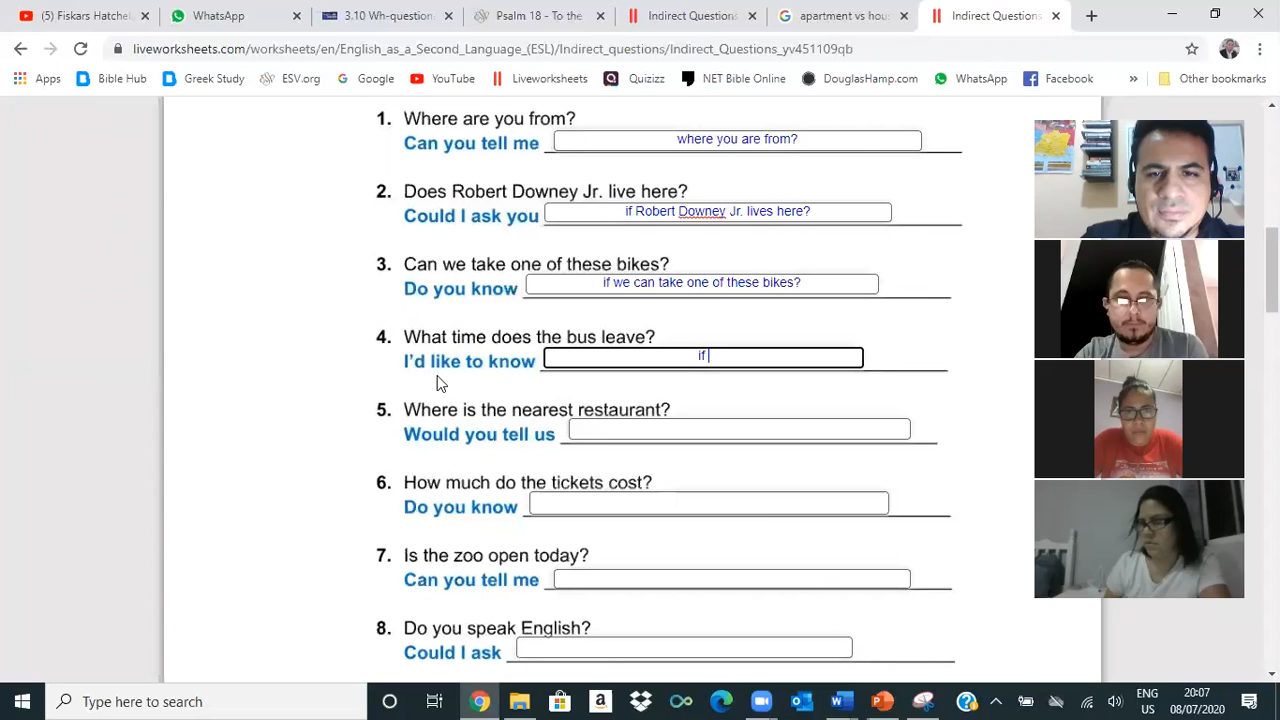 (5) Fiskars Hatchet
WhatsApp
3.10 Wh-question
Psalm 18 - To the
Indirect Questions
apartment vs hous
Indirect Questions
liveworksheets.com/worksheets/en/English_as_a_Second_Language_(ESL)/Indirect_questions/Indirect_Questions_yv451109qb
Apps
Bible Hub
Greek Study
ESV.org
Google
YouTube
Liveworksheets
Quizizz
NET Bible Online
DouglasHamp.com
WhatsApp
Facebook
»
Other bookmarks
1. Where are you from?
Can you tell me where you are from?
2. Does Robert Downey Jr. live here?
Could I ask you if Robert Downey Jr. lives here?
3. Can we take one of these bikes?
Do you know if we can take one of these bikes?
4. What time does the bus leave?
I'd like to know if
5. Where is the nearest restaurant?
Would you tell us
6. How much do the tickets cost?
Do you know
7. Is the zoo open today?
Can you tell me
8. Do you speak English?
Could I ask
Type here to search
ENG
MS
20:07
08/07/2020